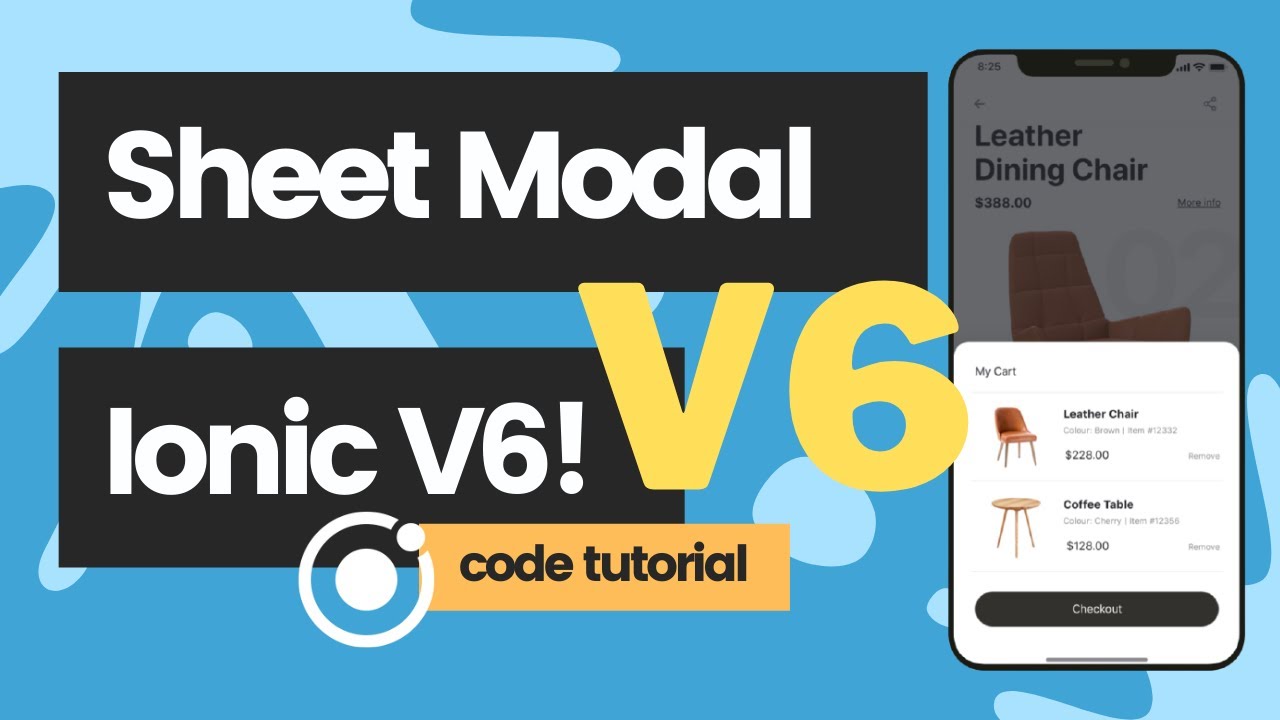 Sheet Modal
V6
Ionic V6!
code tutorial
8:25
Leather
Dining Chair
$388.00
More info
02
My Cart
Leather Chair
Colour: Brown | Item #12332
$228.00
Remove
Coffee Table
Colour: Cherry | Item #12356
$128.00
Remove
Checkout